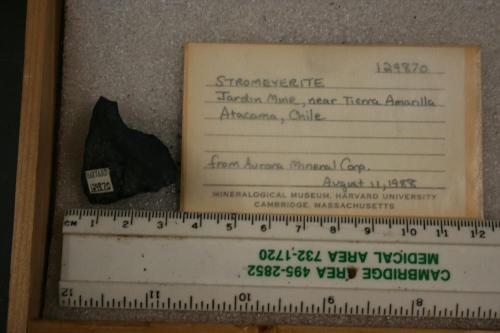 129870
STROMEYERITE
Jardin Mine, near Tierra Amarilla
Atacama, Chile
from Aurora Mineral Corp.
August 11, 1988
MINERALOGICAL MUSEUM, HARVARD UNIVERSITY
CAMBRIDGE, MASSACHUSETTS
HARVARD
129870
CM 1 2 3 4 5 6 7 8 9 10 11 12
CAMBRIDGE AREA 495-2852
MEDICAL AREA 732-1720
12 11 10 9 8